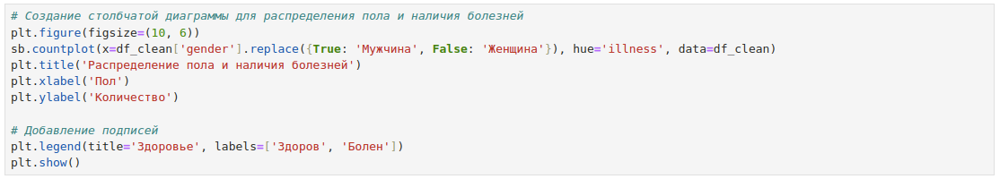 # Создание столбчатой диаграммы для распределения пола и наличия болезней
plt.figure(figsize=(10, 6))
sb.countplot(x=df_clean['gender'].replace({True: 'Мужчина', False: 'Женщина'}), hue='illness', data=df_clean)
plt.title('Распределение пола и наличия болезней')
plt.xlabel('Пол')
plt.ylabel('Количество')

# Добавление подписей
plt.legend(title='Здоровье', labels=['Здоров', 'Болен'])
plt.show()